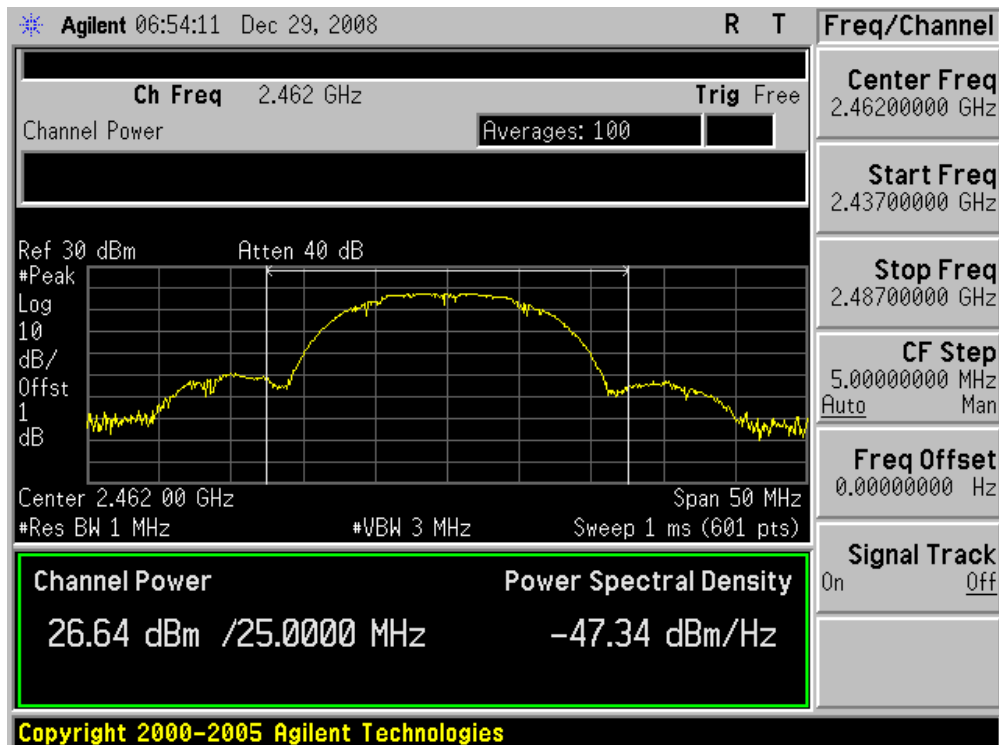 Agilent 06:54:11 Dec 29, 2008 R T
Freq/Channel
Ch Freq 2.462 GHz Trig Free
Channel Power Averages: 100
Center Freq
2.46200000 GHz
Start Freq
2.43700000 GHz
Stop Freq
2.48700000 GHz
CF Step
5.00000000 MHz
Auto Man
Freq Offset
0.00000000 Hz
Signal Track
On Off
Ref 30 dBm Atten 40 dB
#Peak
Log
10
dB/
Offst
1
dB
Center 2.462 00 GHz Span 50 MHz
#Res BW 1 MHz #VBW 3 MHz Sweep 1 ms (601 pts)
Channel Power Power Spectral Density
26.64 dBm /25.0000 MHz -47.34 dBm/Hz
Copyright 2000-2005 Agilent Technologies